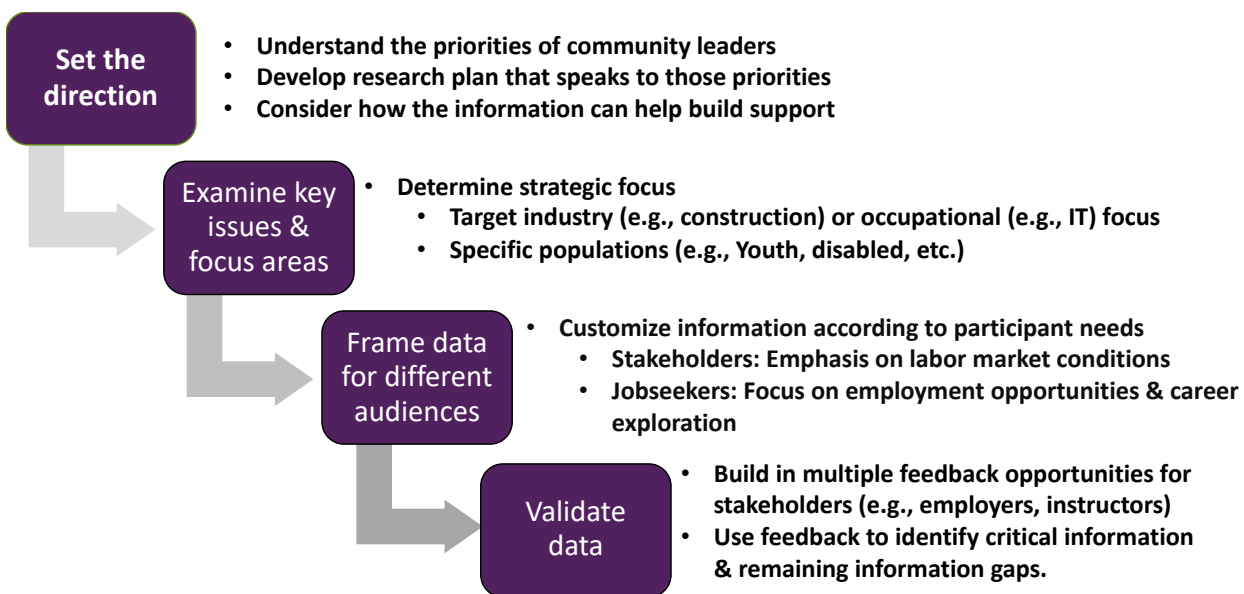 Set the
direction
• Understand the priorities of community leaders
• Develop research plan that speaks to those priorities
• Consider how the information can help build support
Examine key
issues &
focus areas
• Determine strategic focus
• Target industry (e.g., construction) or occupational (e.g., IT) focus
• Specific populations (e.g., Youth, disabled, etc.)
Frame data
for different
audiences
• Customize information according to participant needs
• Stakeholders: Emphasis on labor market conditions
• Jobseekers: Focus on employment opportunities & career
exploration
Validate
data
• Build in multiple feedback opportunities for
stakeholders (e.g., employers, instructors)
• Use feedback to identify critical information
& remaining information gaps.